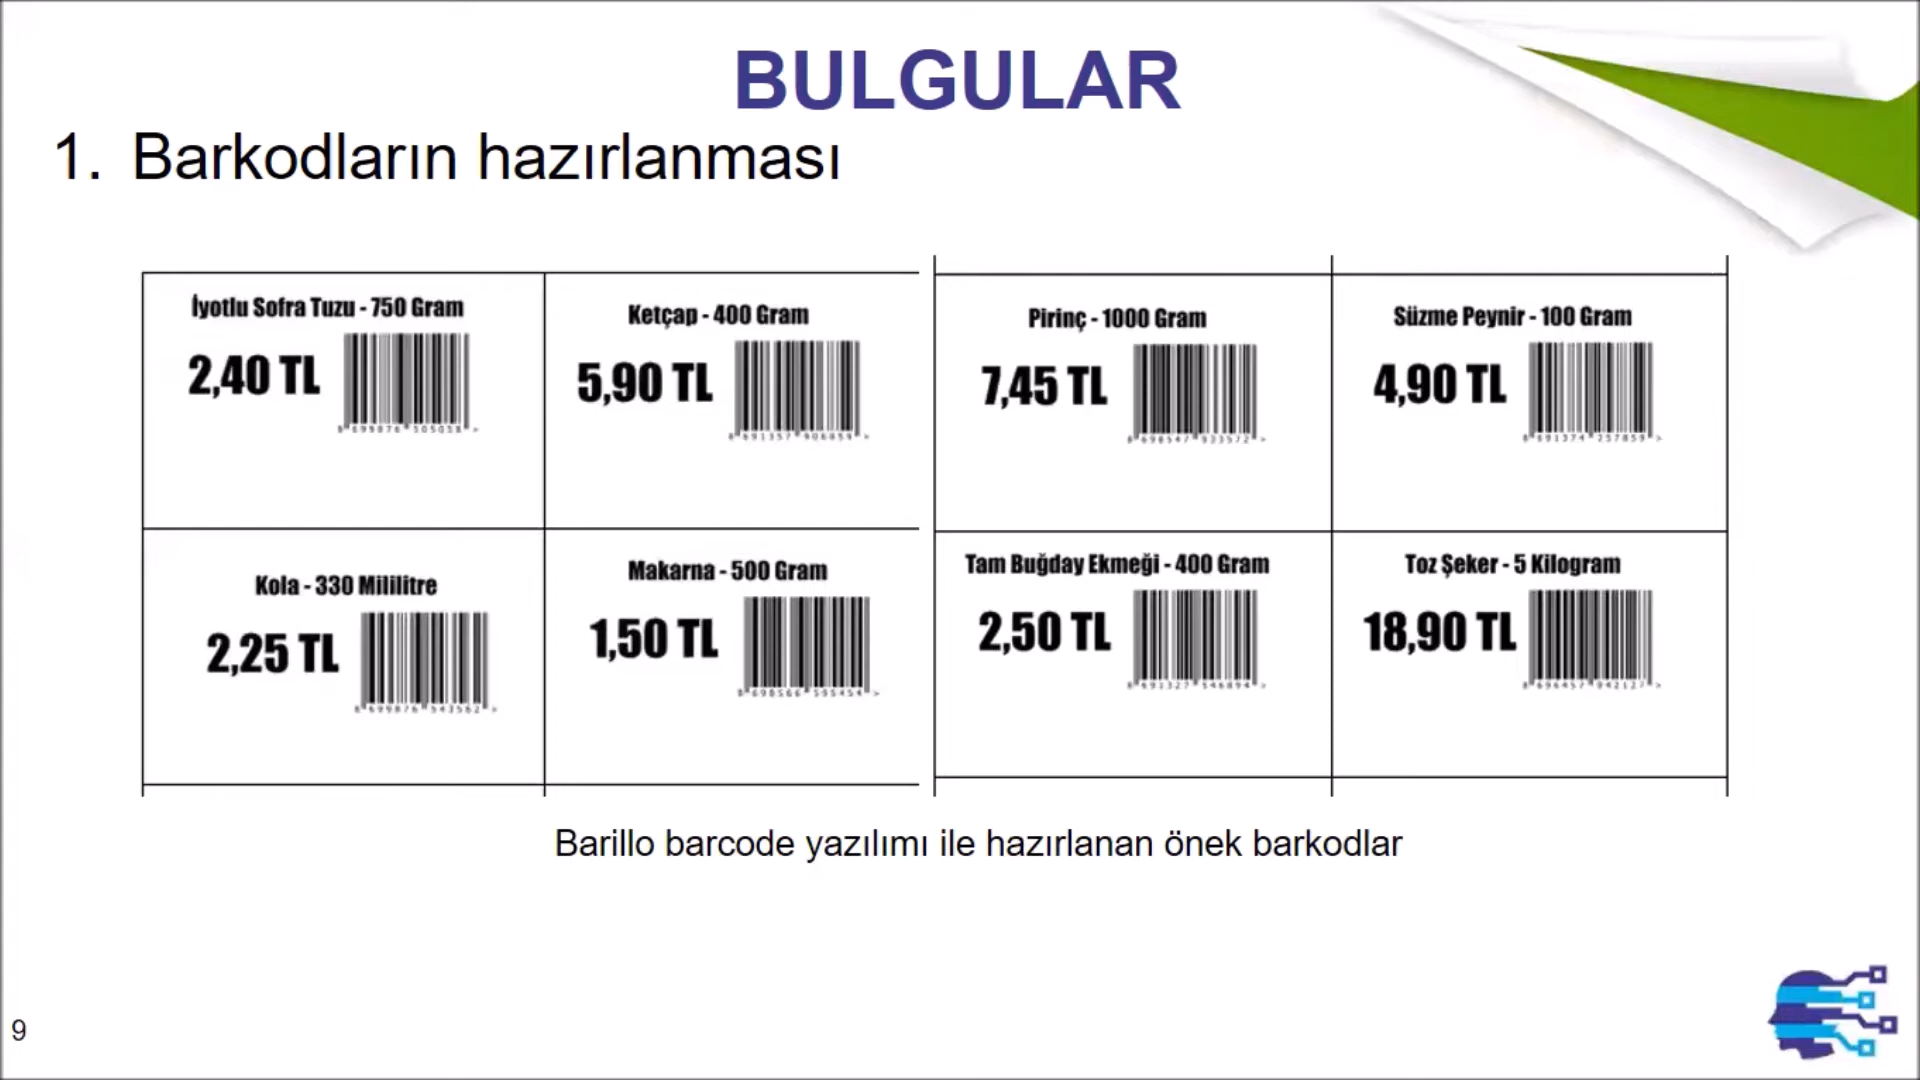 BULGULAR
1. Barkodların hazırlanması
İyotlu Sofra Tuzu - 750 Gram
2,40 TL
Ketçap - 400 Gram
5,90 TL
Pirinç - 1000 Gram
7,45 TL
Süzme Peynir - 100 Gram
4,90 TL
Kola - 330 Mililitre
2,25 TL
Makarna - 500 Gram
1,50 TL
Tam Buğday Ekmeği - 400 Gram
2,50 TL
Toz Şeker - 5 Kilogram
18,90 TL
Barillo barcode yazılımı ile hazırlanan önek barkodlar
9